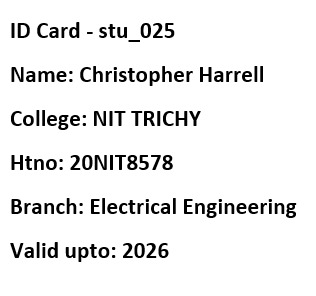 ID Card - stu_025
Name: Christopher Harrell
College: NIT TRICHY
Htno: 20NIT8578
Branch: Electrical Engineering
Valid upto: 2026